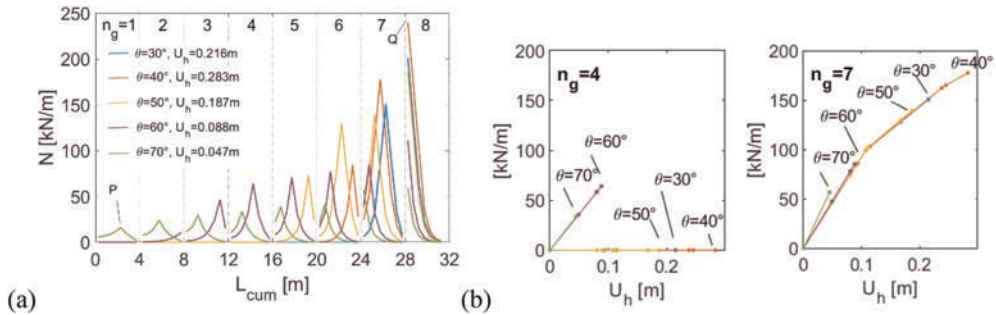 n_g=1 2 3 4 5 6 7 8
250
200
150
100
50
0
N [kN/m]
Q
θ=30°, U_h=0.216m
θ=40°, U_h=0.283m
θ=50°, U_h=0.187m
θ=60°, U_h=0.088m
θ=70°, U_h=0.047m
P
0 4 8 12 16 20 24 28 32
L_cum [m]
(a)
200
150
100
50
0
[kN/m]
n_g=4
θ=60°
θ=70°
θ=30°
θ=50°
θ=40°
0 0.1 0.2
U_h [m]
(b)
200
150
100
50
0
[kN/m]
n_g=7
θ=40°
θ=30°
θ=50°
θ=60°
θ=70°
0 0.1 0.2
U_h [m]